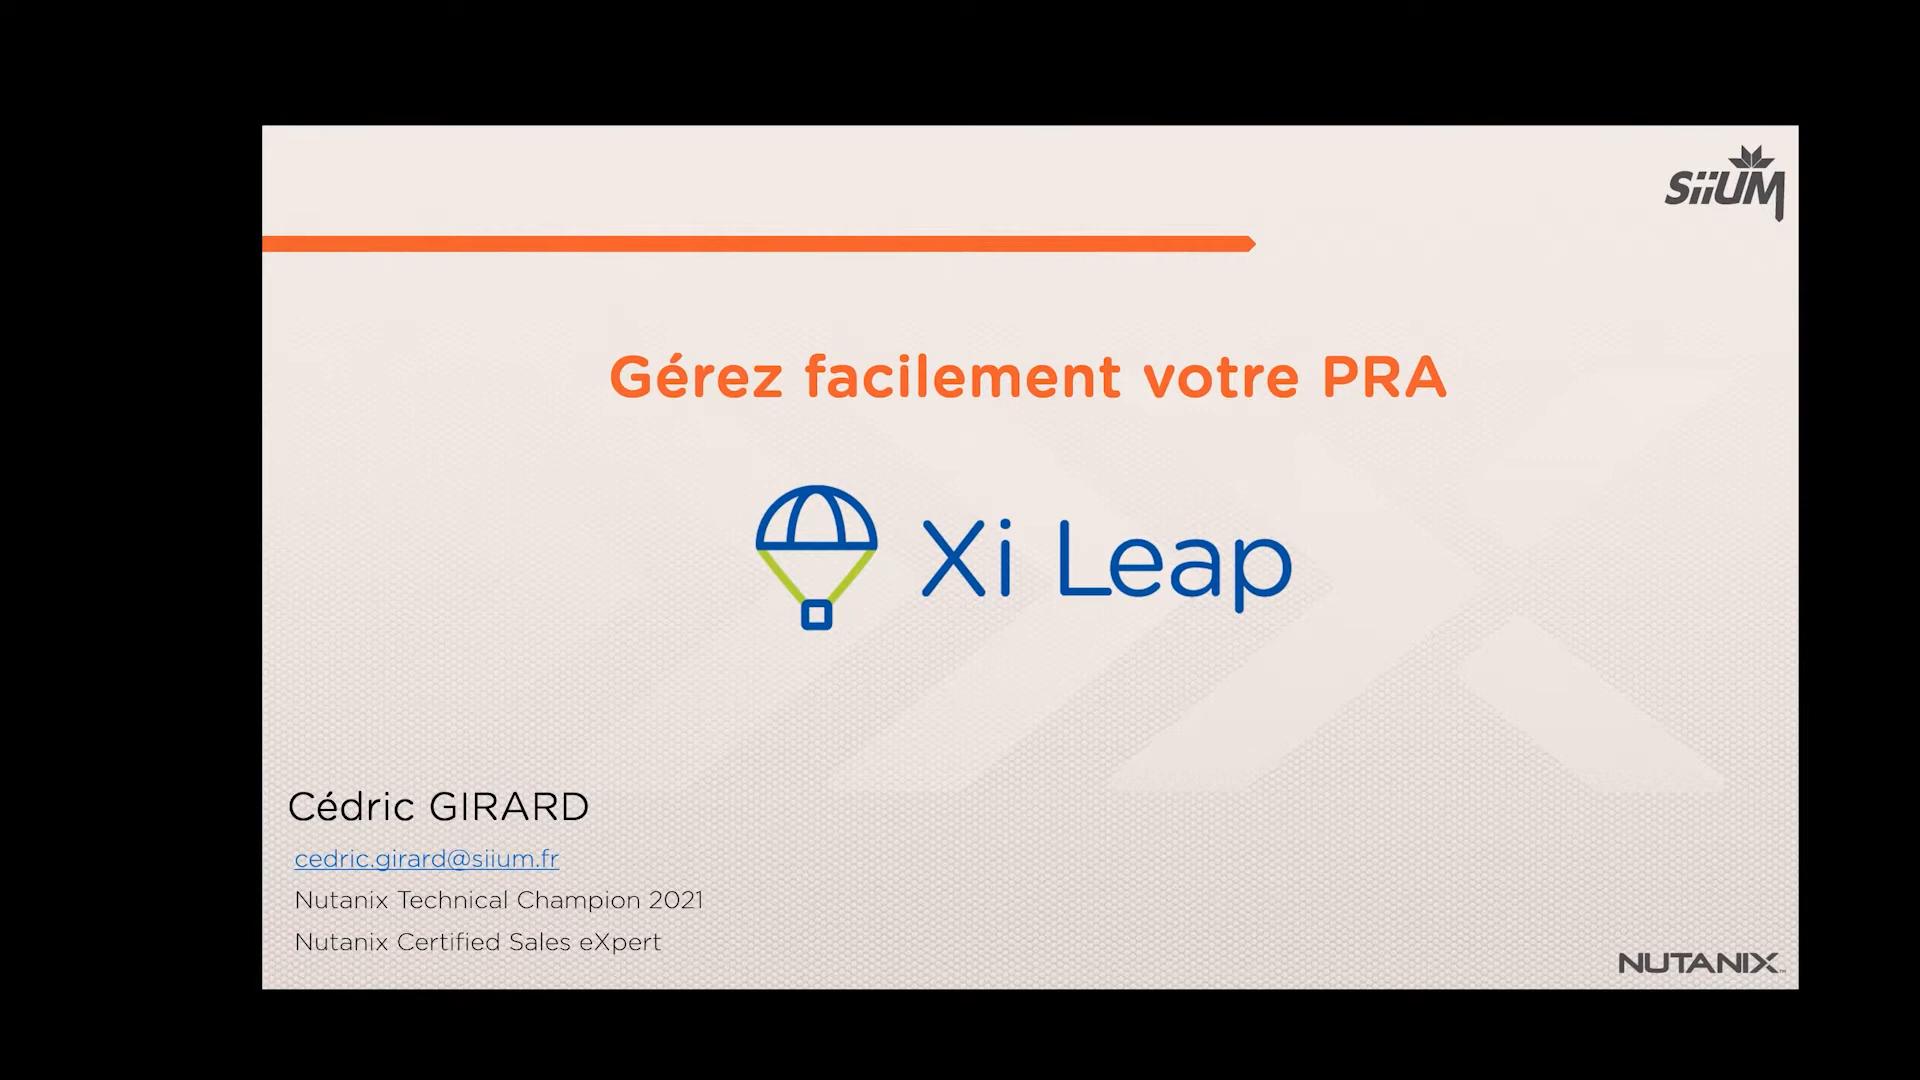 SiiUM
Gérez facilement votre PRA
Xi Leap
Cédric GIRARD
cedric.girard@siium.fr
Nutanix Technical Champion 2021
Nutanix Certified Sales eXpert
NUTANIX™